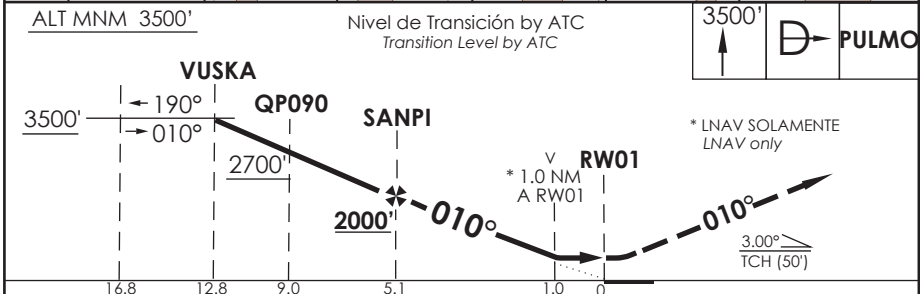 ALT MNM 3500'
Nivel de Transición by ATC
Transition Level by ATC
3500'
D
PULMO
VUSKA
← 190°
→ 010°
3500'
QP090
2700'
SANPI
2000'
010°
V
* 1.0 NM
A RW01
RW01
* LNAV SOLAMENTE
LNAV only
010°
3.00°
TCH (50')
16.8 12.8 9.0 5.1 1.0 0